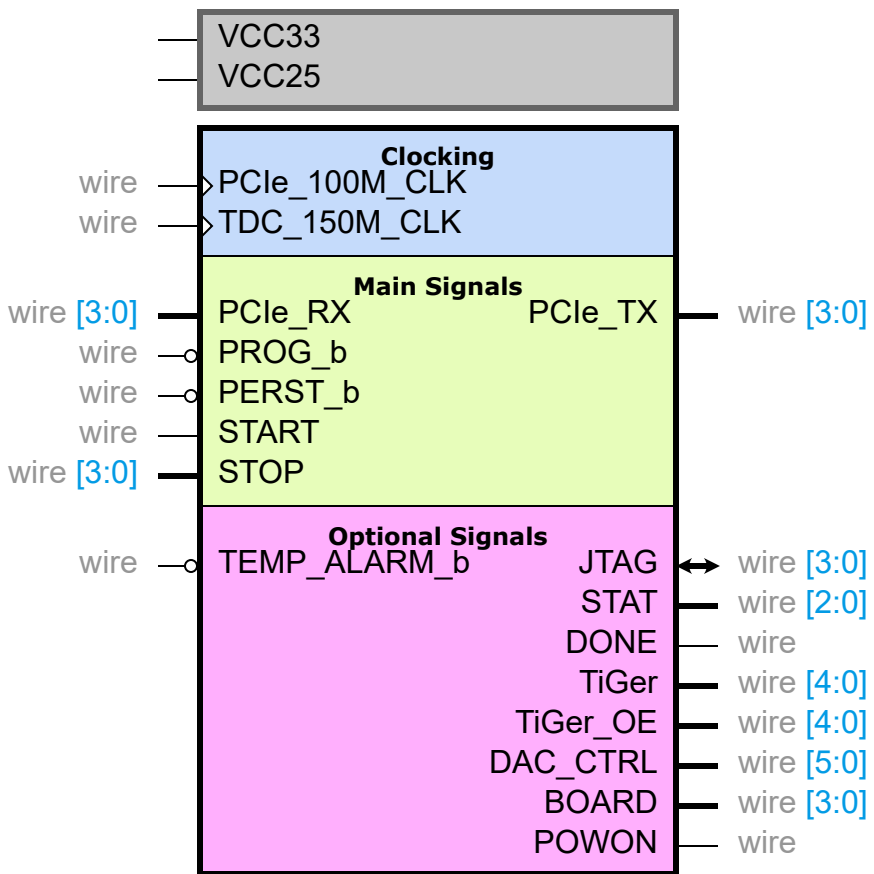 VCC33
VCC25
Clocking
wire PCIe_100M_CLK
wire TDC_150M_CLK
Main Signals
wire [3:0] PCIe_RX PCIe_TX wire [3:0]
wire PROG_b
wire PERST_b
wire START
wire [3:0] STOP
Optional Signals
wire TEMP_ALARM_b JTAG wire [3:0]
STAT wire [2:0]
DONE wire
TiGer wire [4:0]
TiGer_OE wire [4:0]
DAC_CTRL wire [5:0]
BOARD wire [3:0]
POWON wire